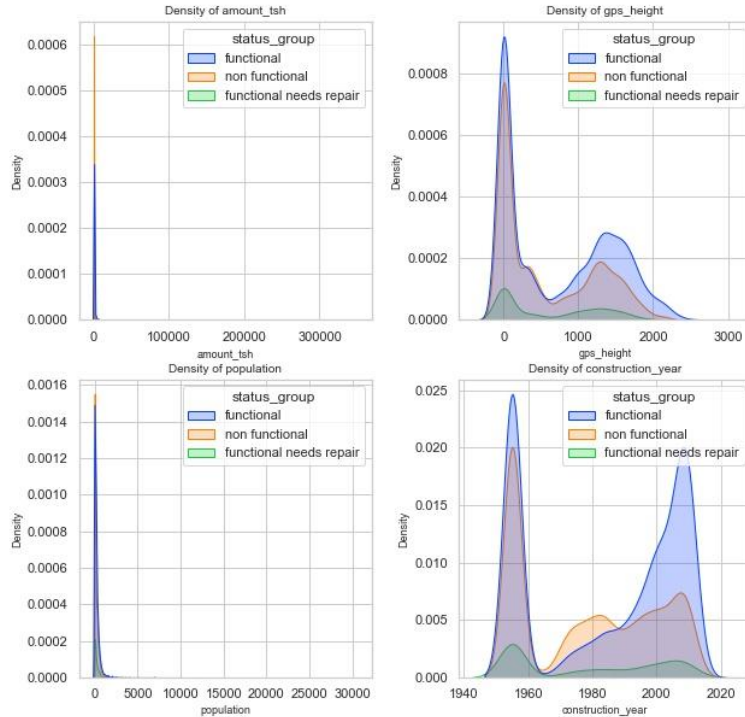 Density of amount_tsh
status_group
functional
non functional
functional needs repair
Density
0.0006
0.0005
0.0004
0.0003
0.0002
0.0001
0.0000
0 100000 200000 300000
amount_tsh
Density of gps_height
status_group
functional
non functional
functional needs repair
Density
0.0008
0.0006
0.0004
0.0002
0.0000
0 1000 2000 3000
gps_height
Density of population
status_group
functional
non functional
functional needs repair
Density
0.0016
0.0014
0.0012
0.0010
0.0008
0.0006
0.0004
0.0002
0.0000
0 5000 10000 15000 20000 25000 30000
population
Density of construction_year
status_group
functional
non functional
functional needs repair
Density
0.025
0.020
0.015
0.010
0.005
0.000
1940 1960 1980 2000 2020
construction_year